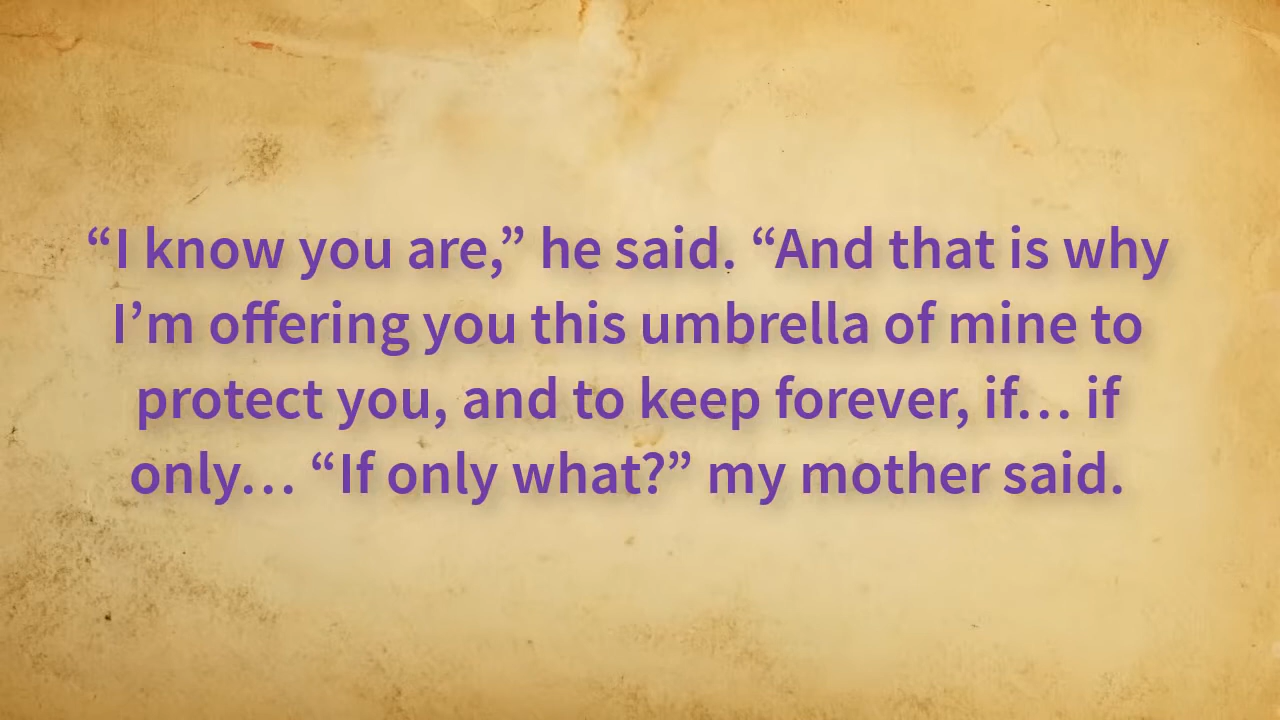 “I know you are,” he said. “And that is why
I’m offering you this umbrella of mine to
protect you, and to keep forever, if… if
only… “If only what?” my mother said.